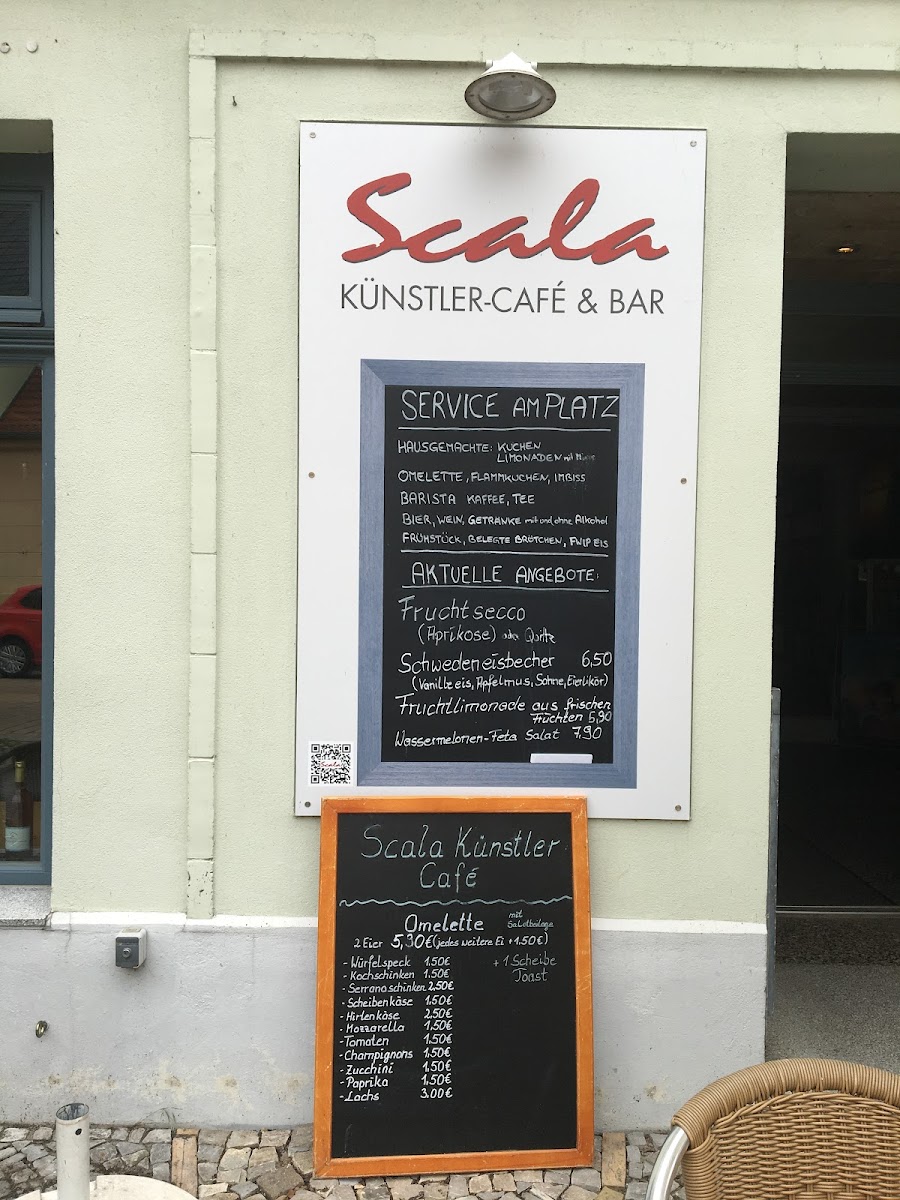 Scala
KÜNSTLER-CAFÉ & BAR
SERVICE AM PLATZ
HAUSGEMACHTE: KUCHEN
LIMONADEN mit
OMELETTE, FLAMMKUCHEN, IMBISS
BARISTA KAFFEE, TEE
BIER, WEIN, GETRÄNKE mit und ohne Alkohol
FRÜHSTÜCK, BELEGTE BRÖTCHEN, EIS
AKTUELLE ANGEBOTE:
Fruchtsecco
(Aprikose) oder Quitte
Schwedeneisbecher 6,50
(Vanilleeis, Apfelmus, Sahne, Eierlikör)
Fruchtlimonade aus frischen
Früchten 5,90
Wassermelonen-Feta Salat 7,90
Scala
Scala Künstler
Café
Omelette mit
Salatbeilage
2 Eier 5,90€ (jedes weitere Ei +1.50€)
+ 1 Scheibe
Toast
- Würfelspeck 1.50€
- Kochschinken 1.50€
- Serranoschinken 2,50€
- Scheibenkäse 1.50€
- Hirtenkäse 2.50€
- Mozzarella 1.50€
- Tomaten 1.50€
- Champignons 1.50€
- Zucchini 1.50€
- Paprika 1.50€
- Lachs 3.00€